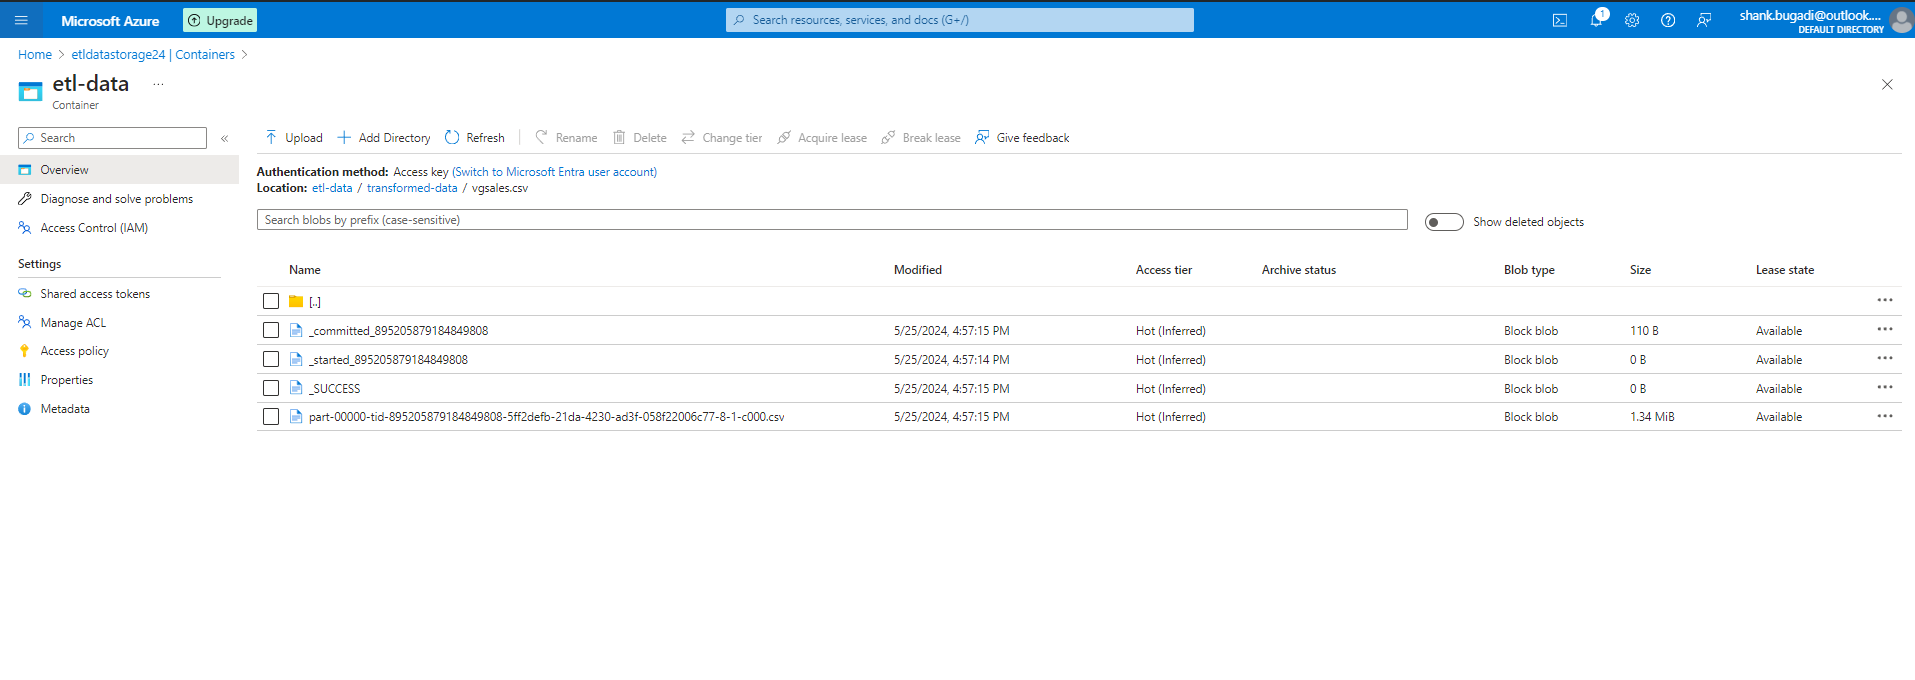 Microsoft Azure
Upgrade
Search resources, services, and docs (G+/)
1
shank.bugadi@outlook....
DEFAULT DIRECTORY
Home > etldatastorage24 | Containers >
etl-data ...
Container
Search «
Overview
Diagnose and solve problems
Access Control (IAM)
Settings
Shared access tokens
Manage ACL
Access policy
Properties
Metadata
Upload Add Directory Refresh Rename Delete Change tier Acquire lease Break lease Give feedback
Authentication method: Access key (Switch to Microsoft Entra user account)
Location: etl-data / transformed-data / vgsales.csv
Search blobs by prefix (case-sensitive)
Show deleted objects
Name Modified Access tier Archive status Blob type Size Lease state
[..]
_committed_895205879184849808 5/25/2024, 4:57:15 PM Hot (Inferred) Block blob 110 B Available
_started_895205879184849808 5/25/2024, 4:57:14 PM Hot (Inferred) Block blob 0 B Available
_SUCCESS 5/25/2024, 4:57:15 PM Hot (Inferred) Block blob 0 B Available
part-00000-tid-895205879184849808-5ff2defb-21da-4230-ad3f-058f22006c77-8-1-c000.csv 5/25/2024, 4:57:15 PM Hot (Inferred) Block blob 1.34 MiB Available